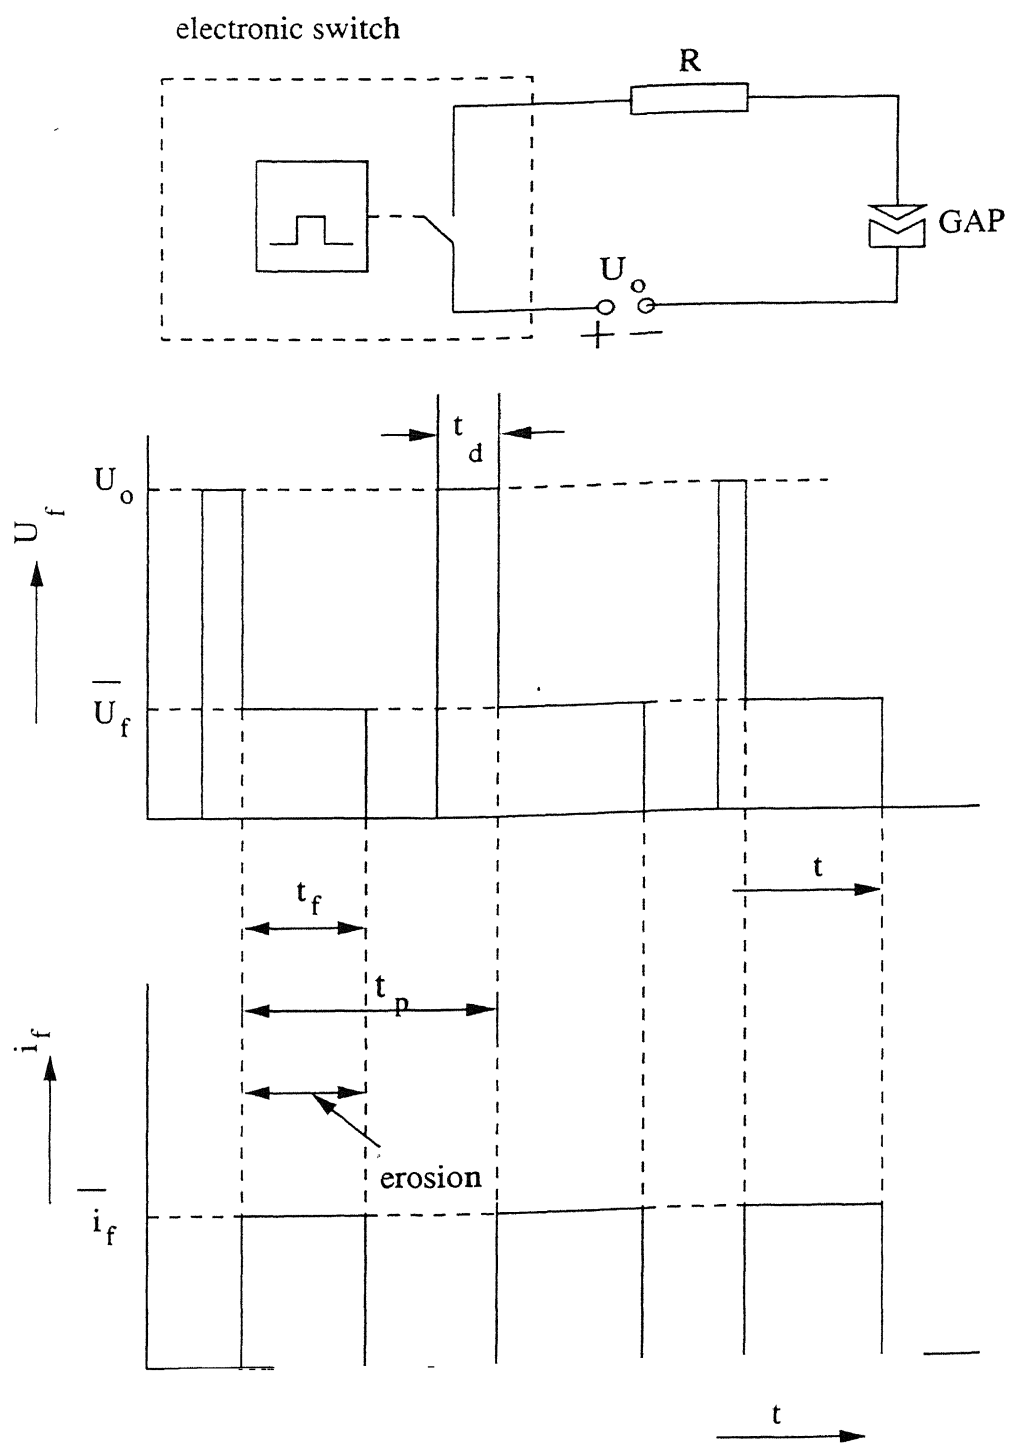 electronic switch
R
GAP
U o
+ −
t d
U o
U f
U f
t
t f
t p
i f
erosion
i f
t